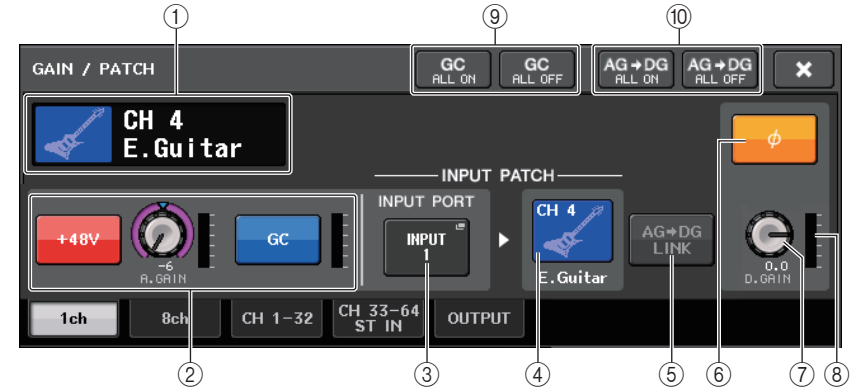 ① ⑨ ⑩
GAIN / PATCH
GC ALL ON
GC ALL OFF
AG→DG ALL ON
AG→DG ALL OFF
×
CH 4
E.Guitar
φ
INPUT PATCH
INPUT PORT
+48V
-6
A.GAIN
GC
INPUT 1
CH 4
E.Guitar
AG→DG LINK
0.0
D.GAIN
1ch
8ch
CH 1-32
CH 33-64 ST IN
OUTPUT
② ③ ④ ⑤ ⑥ ⑦ ⑧